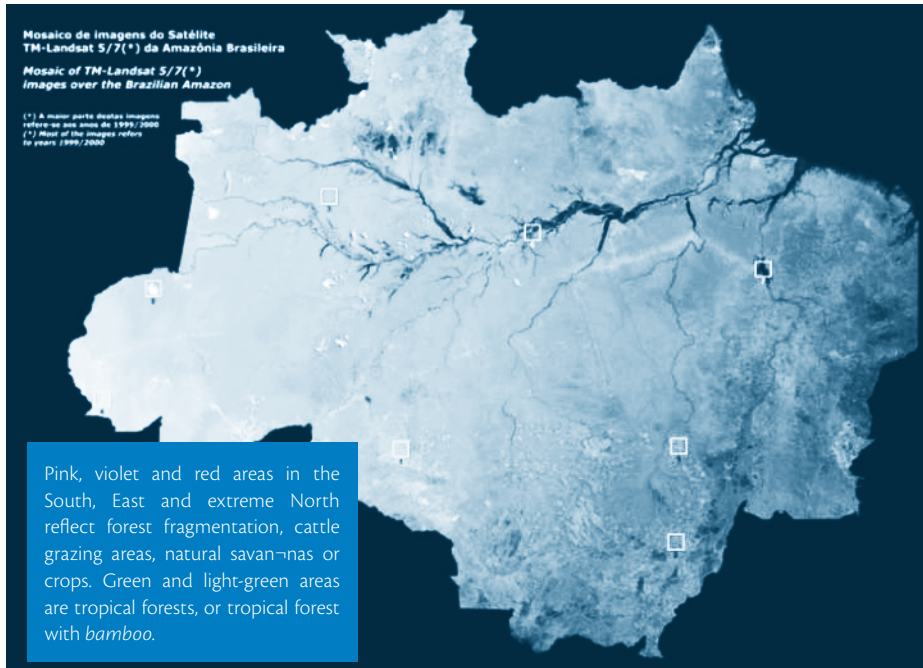 Mosaico de imagens do Satélite
TM-Landsat 5/7(*) da Amazônia Brasileira
Mosaic of TM-Landsat 5/7(*)
images over the Brazilian Amazon
(*) A maior parte destas imagens
refere-se aos anos de 1999/2000
(*) Most of the images refers
to years 1999/2000
Pink, violet and red areas in the
South, East and extreme North
reflect forest fragmentation, cattle
grazing areas, natural savan¬nas or
crops. Green and light-green areas
are tropical forests, or tropical forest
with bamboo.